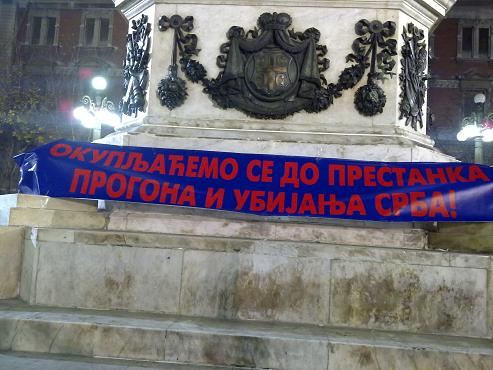 ОКУПЉАЋЕМО СЕ ДО ПРЕСТАНКА
ПРОГОНА И УБИЈАЊА СРБА!